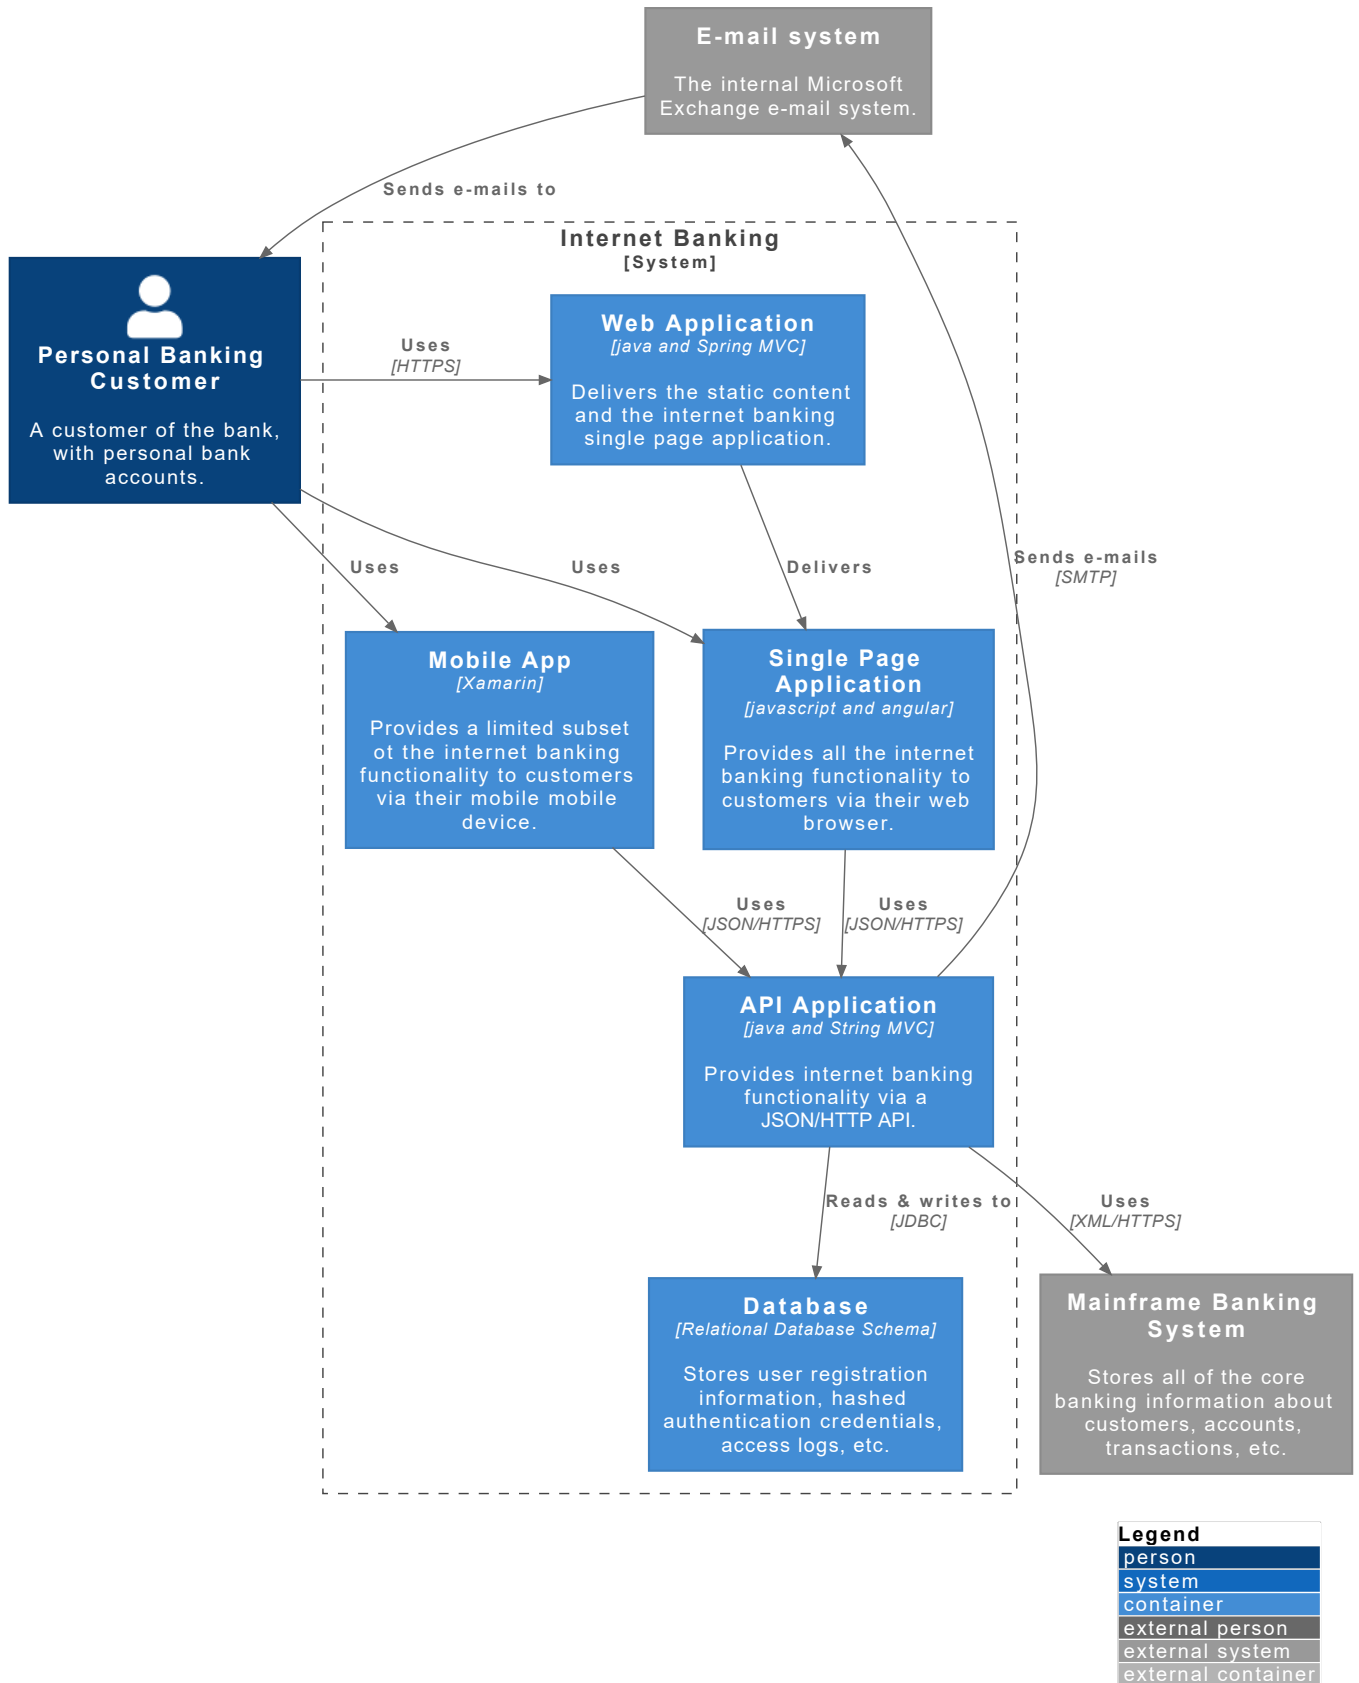 E-mail system
The internal Microsoft
Exchange e-mail system.
Sends e-mails to
Internet Banking
[System]
Personal Banking
Customer
A customer of the bank,
with personal bank
accounts.
Uses
[HTTPS]
Web Application
[java and Spring MVC]
Delivers the static content
and the internet banking
single page application.
Uses
Uses
Delivers
Sends e-mails
[SMTP]
Mobile App
[Xamarin]
Provides a limited subset
ot the internet banking
functionality to customers
via their mobile mobile
device.
Single Page
Application
[javascript and angular]
Provides all the internet
banking functionality to
customers via their web
browser.
Uses
[JSON/HTTPS]
Uses
[JSON/HTTPS]
API Application
[java and String MVC]
Provides internet banking
functionality via a
JSON/HTTP API.
Reads & writes to
[JDBC]
Uses
[XML/HTTPS]
Database
[Relational Database Schema]
Stores user registration
information, hashed
authentication credentials,
access logs, etc.
Mainframe Banking
System
Stores all of the core
banking information about
customers, accounts,
transactions, etc.
Legend
person
system
container
external person
external system
external container